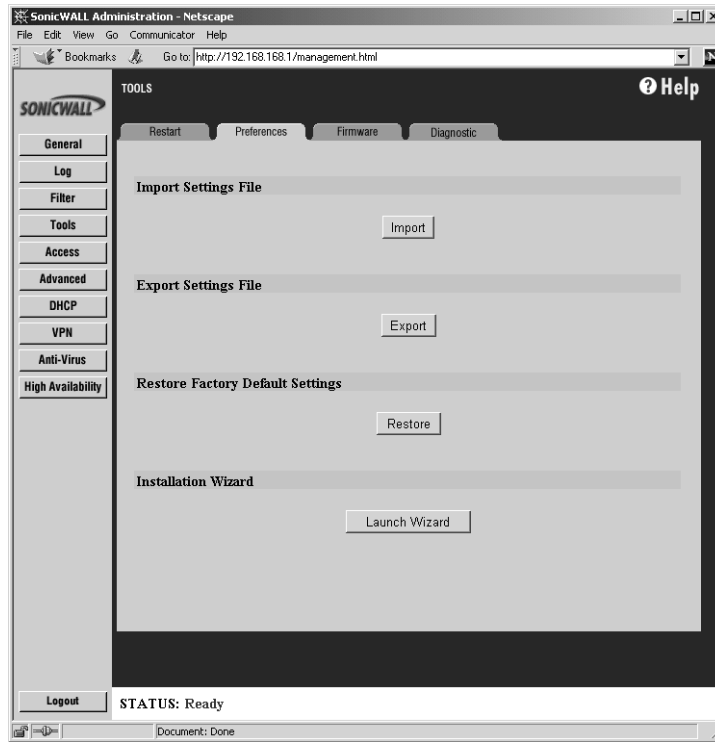 SonicWALL Administration - Netscape
File Edit View Go Communicator Help
Bookmarks Go to: http://192.168.168.1/management.html
N
SONICWALL
TOOLS
? Help
Restart Preferences Firmware Diagnostic
General
Log
Filter
Tools
Access
Advanced
DHCP
VPN
Anti-Virus
High Availability
Import Settings File
Import
Export Settings File
Export
Restore Factory Default Settings
Restore
Installation Wizard
Launch Wizard
Logout
STATUS: Ready
Document: Done